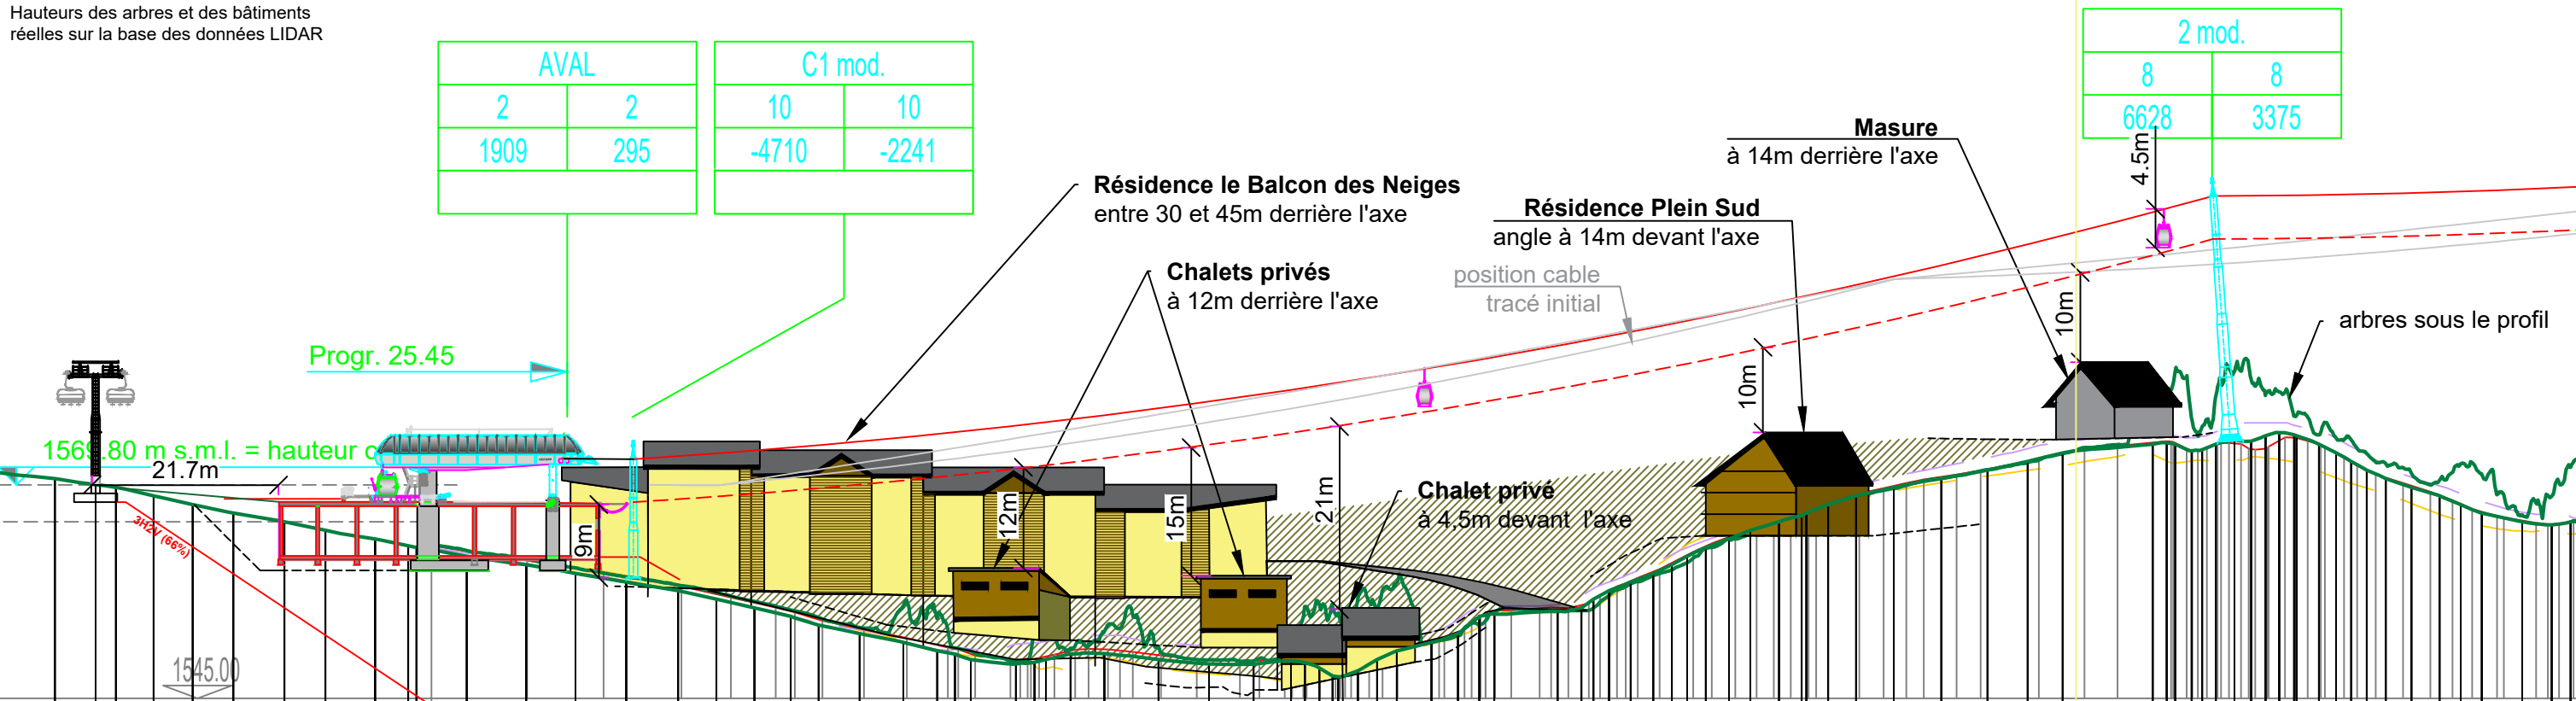 Hauteurs des arbres et des bâtiments
réelles sur la base des données LIDAR
AVAL
2 2
1909 295
C1 mod.
10 10
-4710 -2241
2 mod.
8 8
6628 3375
Résidence le Balcon des Neiges
entre 30 et 45m derrière l'axe
Chalets privés
à 12m derrière l'axe
Résidence Plein Sud
angle à 14m devant l'axe
position cable
tracé initial
Masure
à 14m derrière l'axe
4.5m
10m
arbres sous le profil
10m
Progr. 25.45
1569.80 m s.m.l. = hauteur
21.7m
3H2V (66%)
9m
12m
15m
21m
Chalet privé
à 4,5m devant l'axe
1545.00